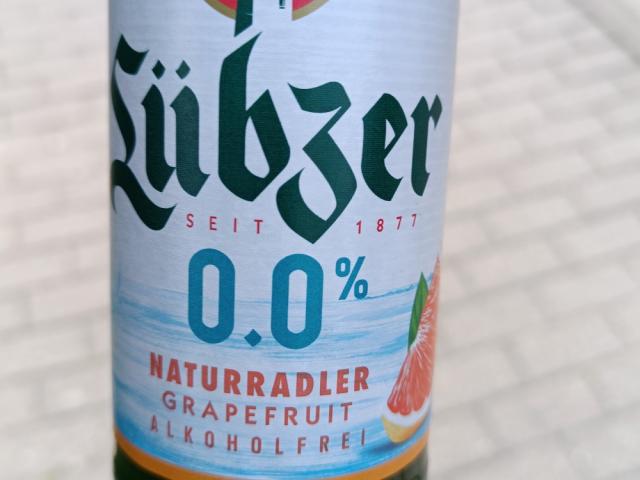 Lübzer
SEIT 1877
0.0%
NATURRADLER
GRAPEFRUIT
ALKOHOLFREI